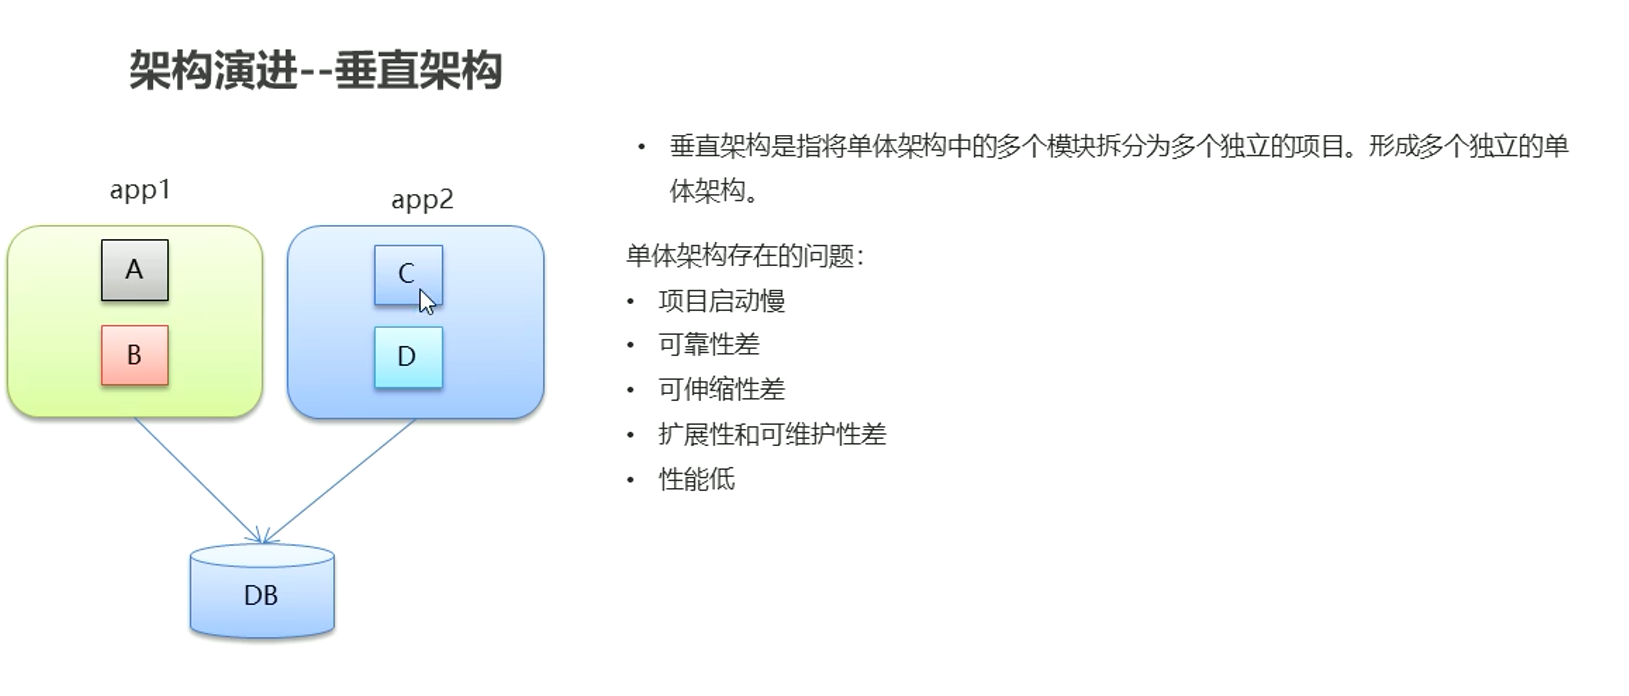 架构演进--垂直架构
app1
app2
A
B
C
D
DB
• 垂直架构是指将单体架构中的多个模块拆分为多个独立的项目。形成多个独立的单
体架构。
单体架构存在的问题：
• 项目启动慢
• 可靠性差
• 可伸缩性差
• 扩展性和可维护性差
• 性能低